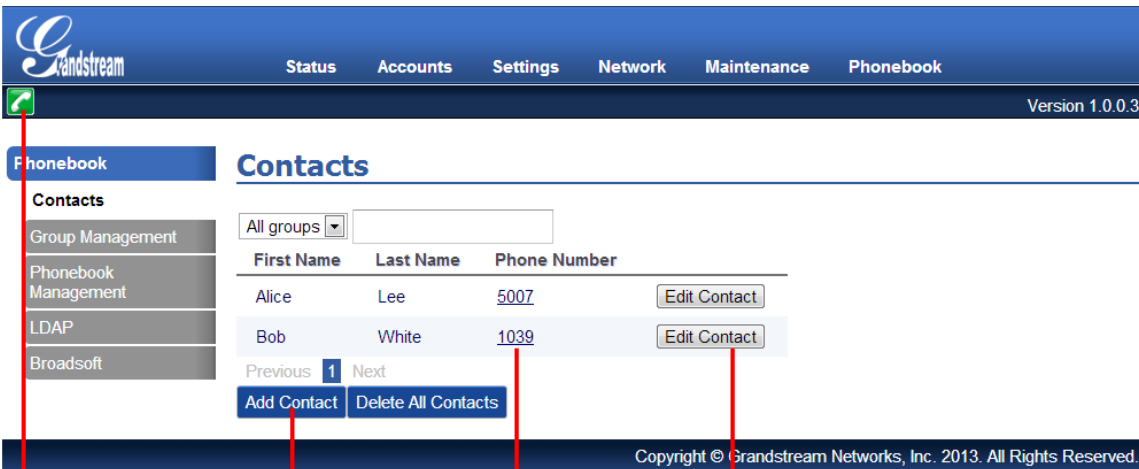 Grandstream
Status Accounts Settings Network Maintenance Phonebook
Version 1.0.0.3
Phonebook
Contacts
Group Management
Phonebook
Management
LDAP
Broadsoft
Contacts
All groups
First Name Last Name Phone Number
Alice Lee 5007 Edit Contact
Bob White 1039 Edit Contact
Previous 1 Next
Add Contact Delete All Contacts
Copyright © Grandstream Networks, Inc. 2013. All Rights Reserved.